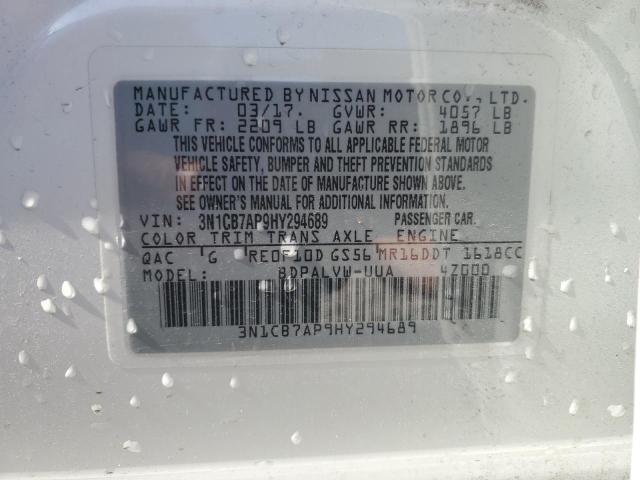 MANUFACTURED BY NISSAN MOTOR CO., LTD.
DATE: 03/17. GVWR: 4057 LB
GAWR FR: 2209 LB GAWR RR: 1896 LB
THIS VEHICLE CONFORMS TO ALL APPLICABLE FEDERAL MOTOR
VEHICLE SAFETY, BUMPER AND THEFT PREVENTION STANDARDS
IN EFFECT ON THE DATE OF MANUFACTURE SHOWN ABOVE.
SEE OWNER'S MANUAL FOR ADDITIONAL INFORMATION.
VIN: 3N1CB7AP9HY294689 PASSENGER CAR.
COLOR TRIM TRANS AXLE ENGINE
QAC G RE0F10D GS56 MR16DDT 1618CC
MODEL: BDPALVW-UUA 4Z000
3N1CB7AP9HY294689